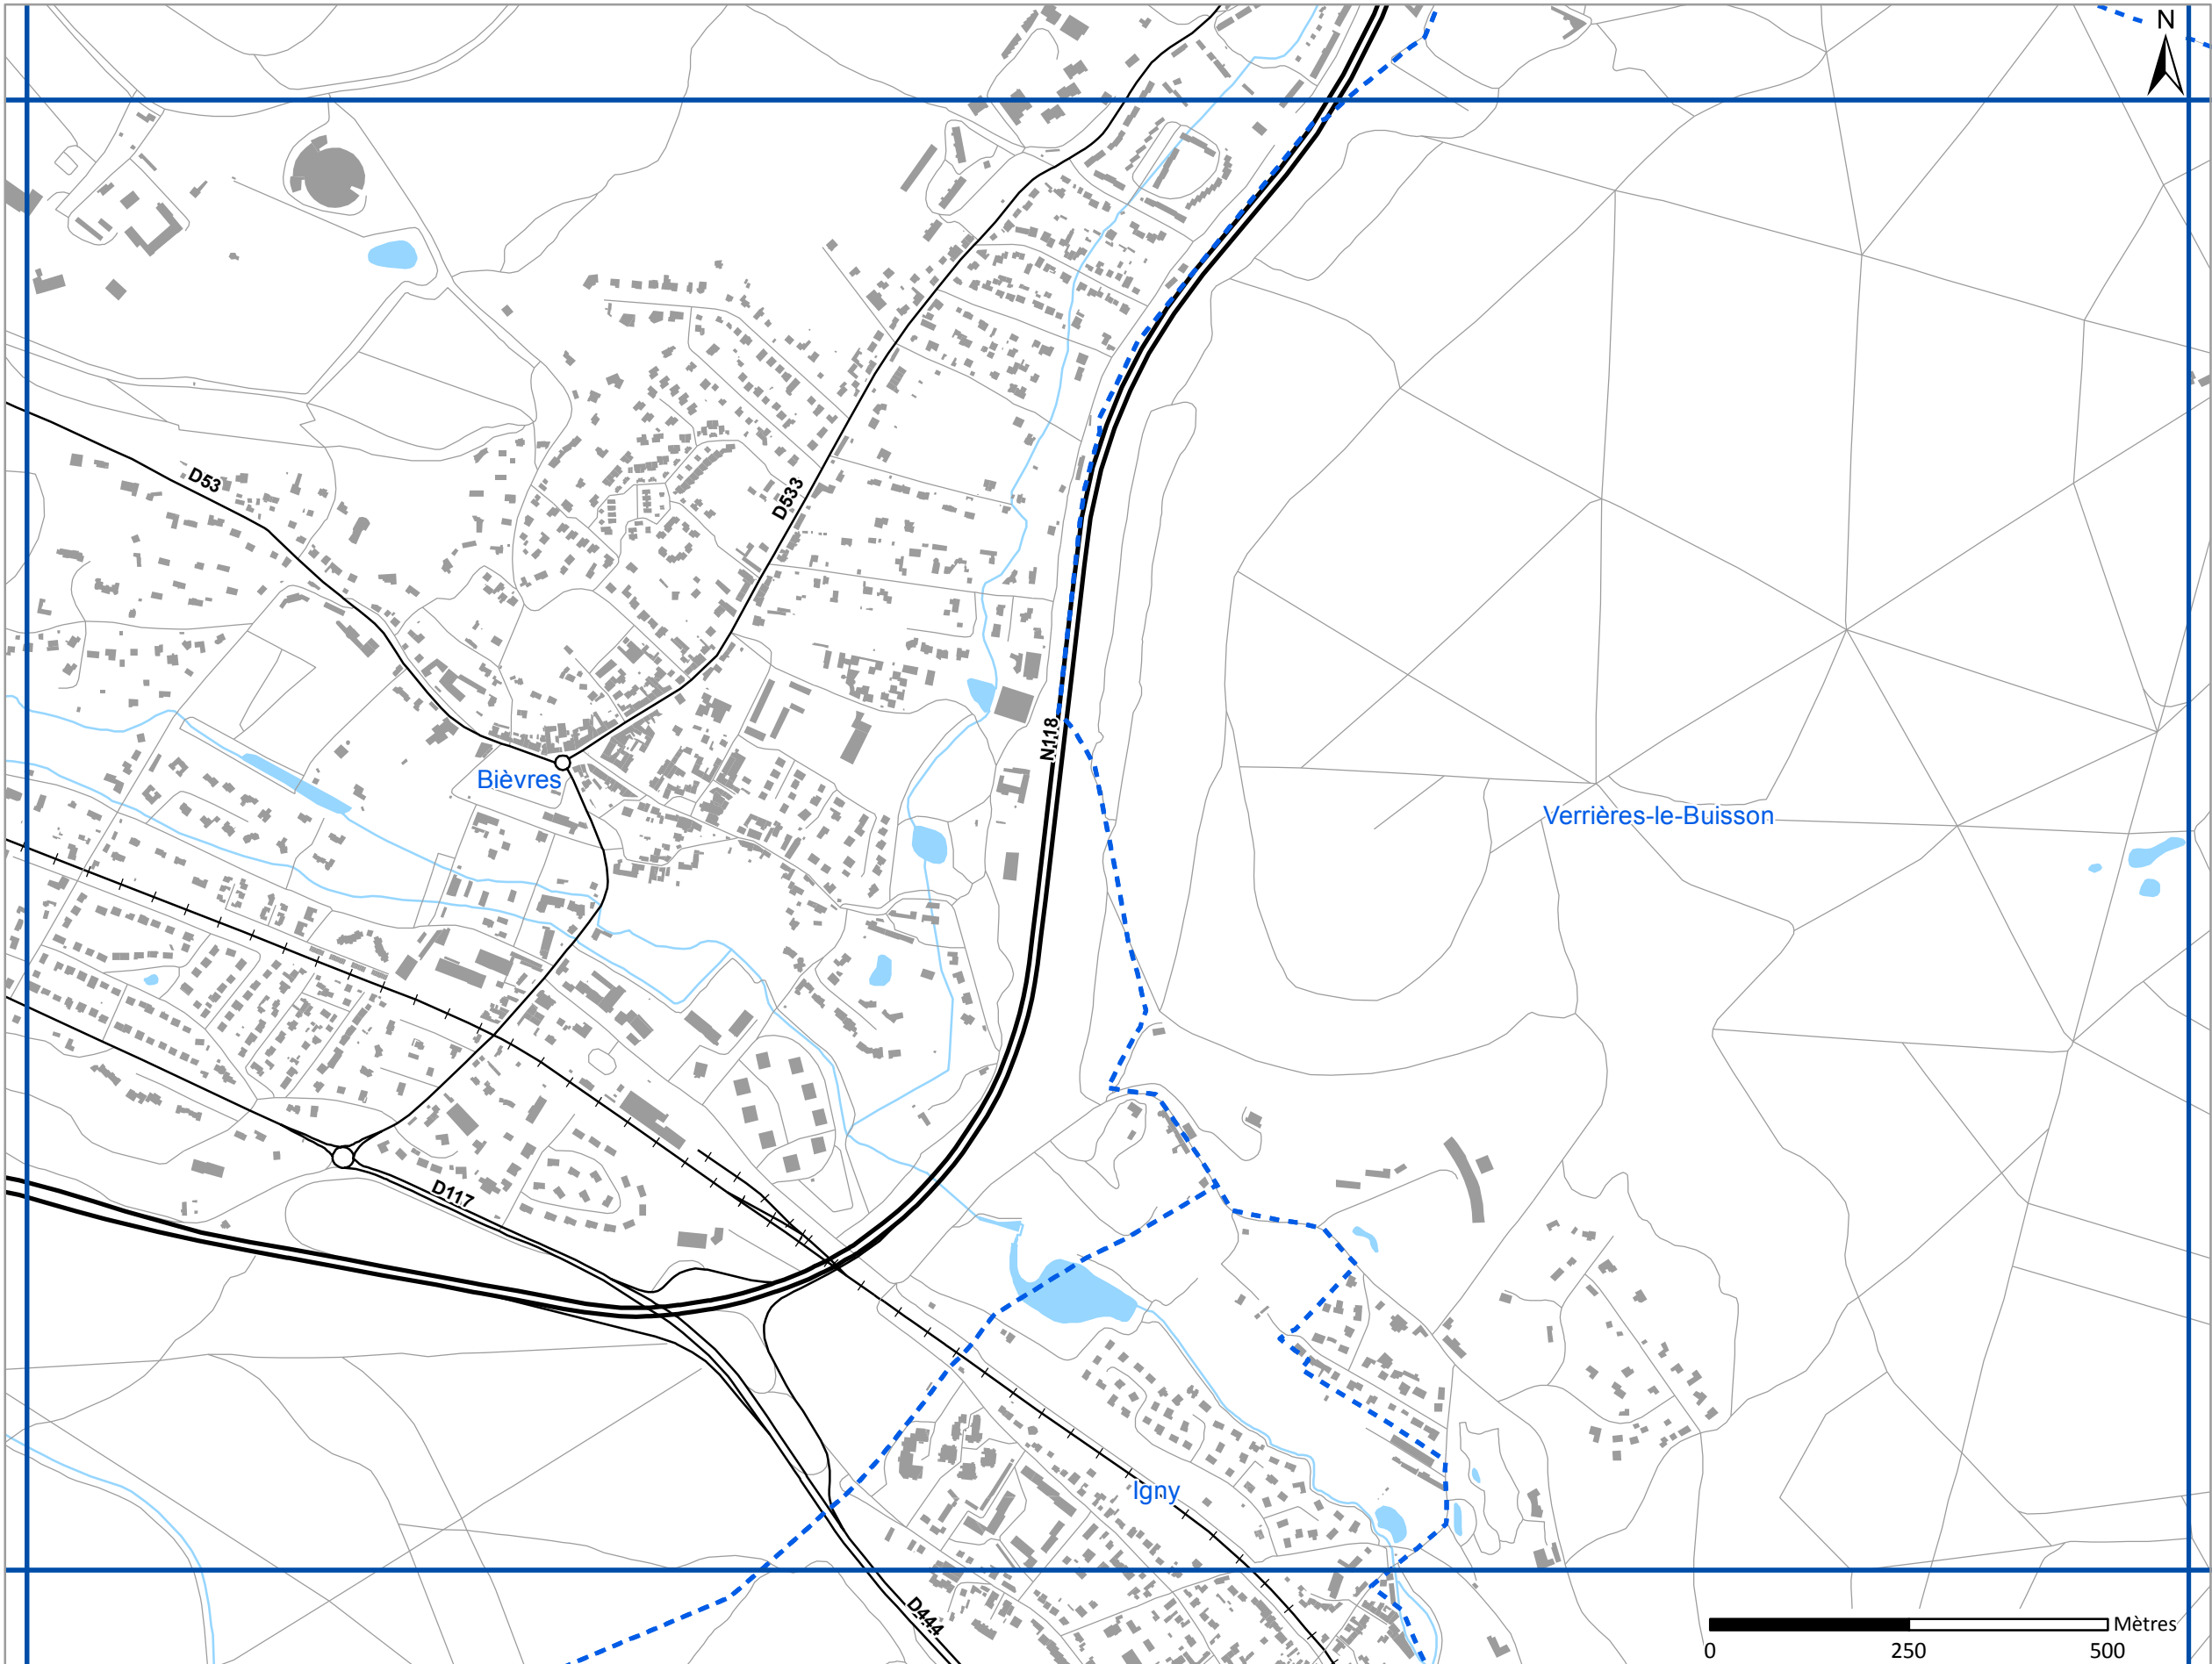 N
D53
D533
N118
Bièvres
Verrières-le-Buisson
D117
Igny
D444
Mètres
0 250 500